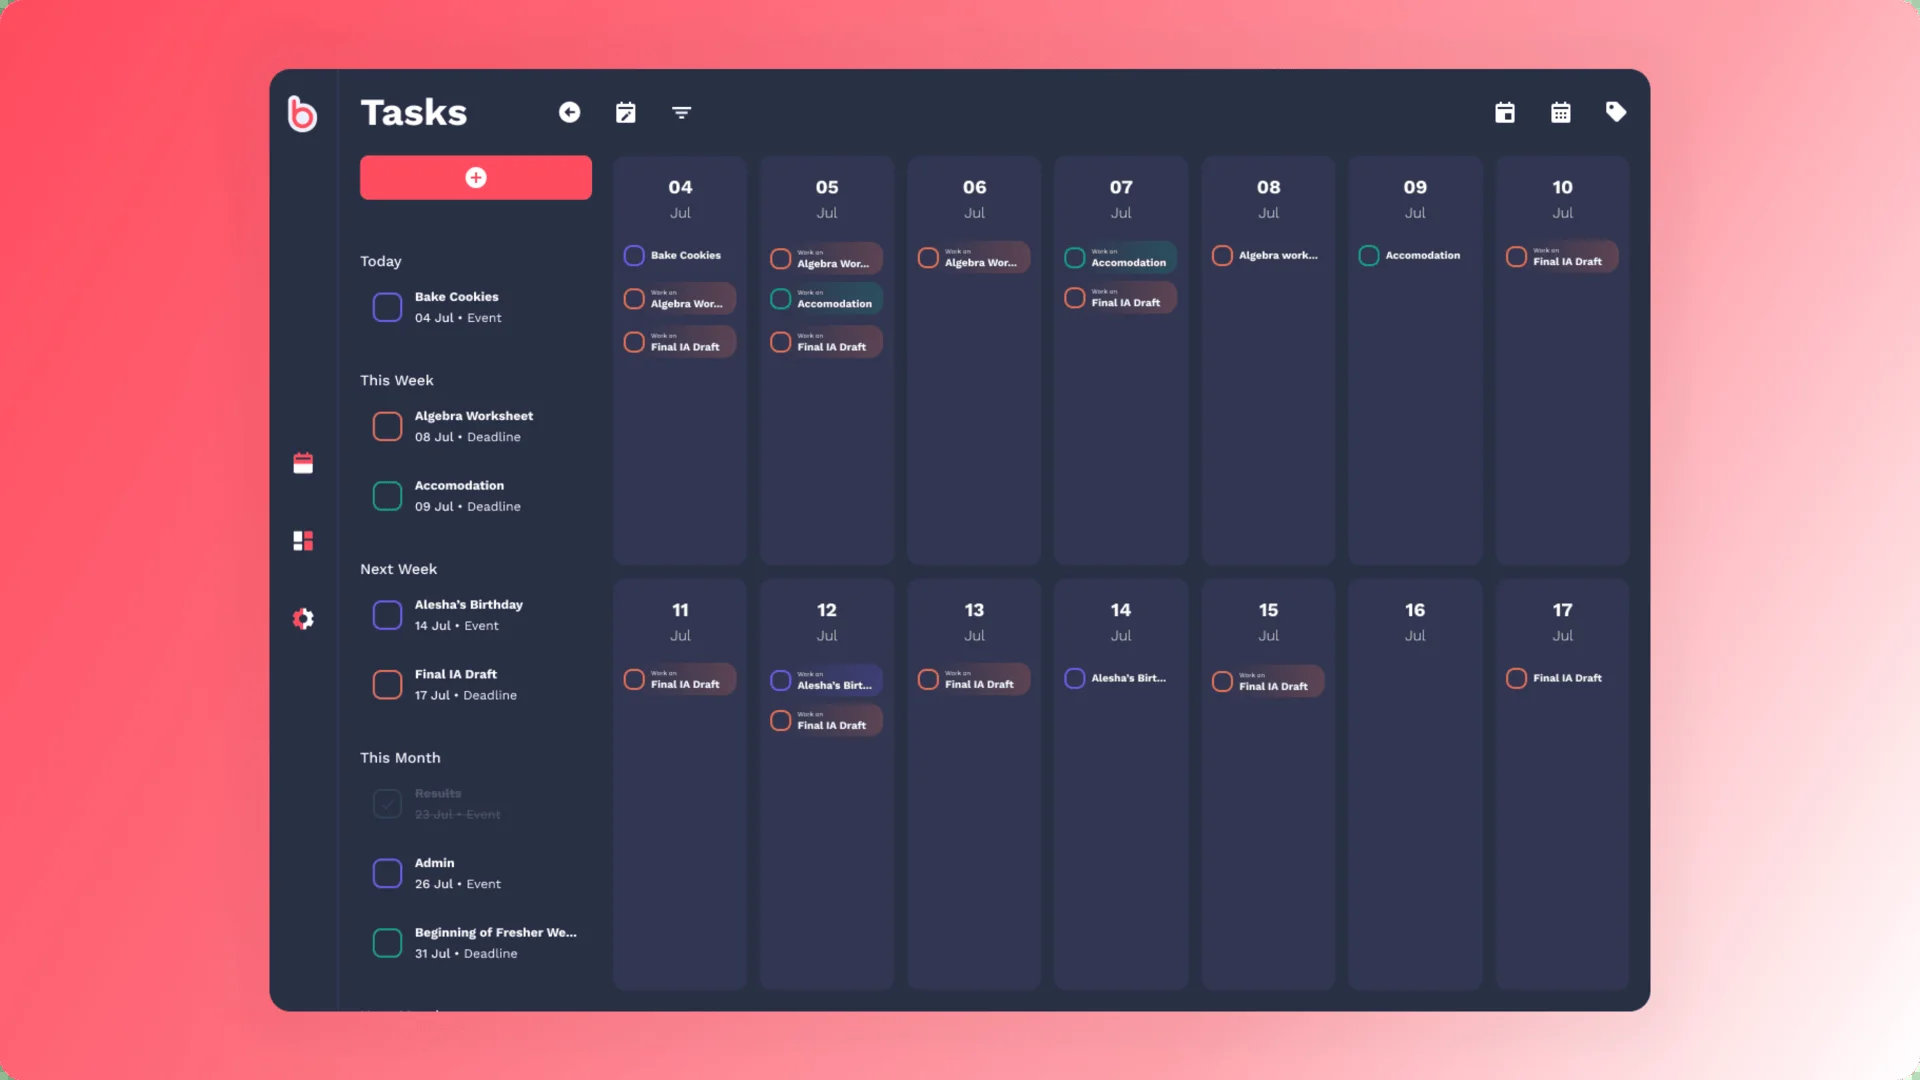 Tasks
Today
Bake Cookies
04 Jul • Event
This Week
Algebra Worksheet
08 Jul • Deadline
Accomodation
09 Jul • Deadline
Next Week
Alesha's Birthday
14 Jul • Event
Final IA Draft
17 Jul • Deadline
This Month
Results
23 Jul • Event
Admin
26 Jul • Event
Beginning of Fresher We...
31 Jul • Deadline
04
Jul
Bake Cookies
Work on
Algebra Wor...
Work on
Final IA Draft
05
Jul
Work on
Algebra Wor...
Work on
Accomodation
Work on
Final IA Draft
06
Jul
Work on
Algebra Wor...
07
Jul
Work on
Accomodation
Work on
Final IA Draft
08
Jul
Algebra work...
09
Jul
Accomodation
10
Jul
Work on
Final IA Draft
11
Jul
Work on
Final IA Draft
12
Jul
Work on
Alesha's Birt...
Work on
Final IA Draft
13
Jul
Work on
Final IA Draft
14
Jul
Alesha's Birt...
15
Jul
Work on
Final IA Draft
16
Jul
17
Jul
Final IA Draft